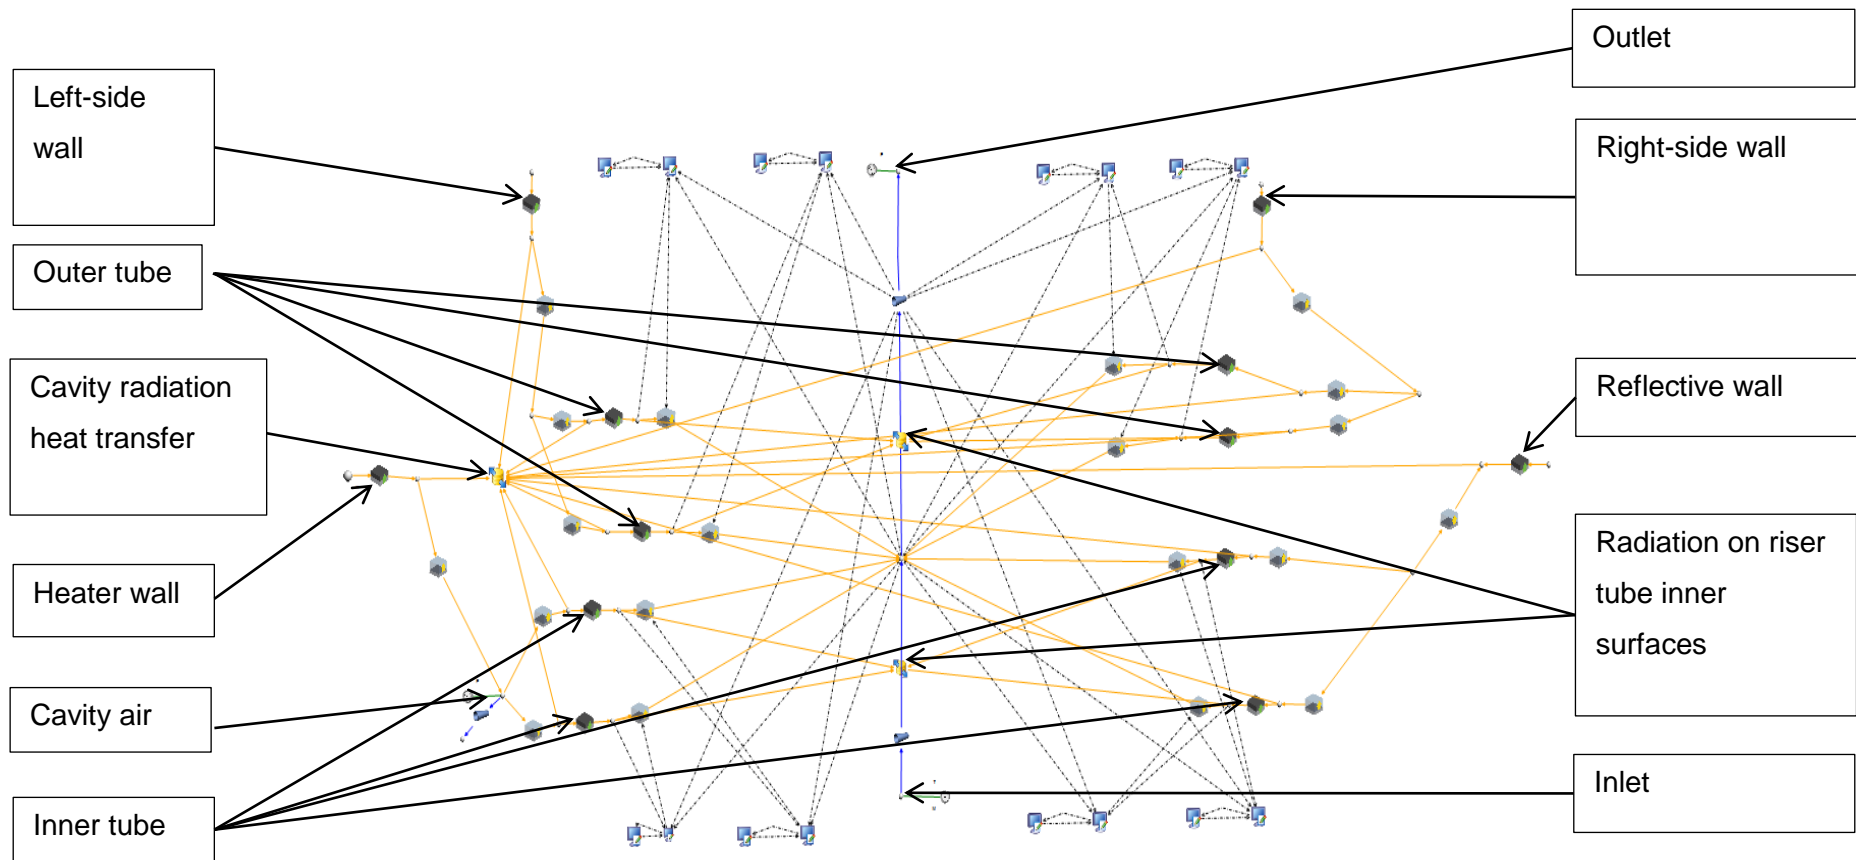 Outlet
Left-side
wall
Right-side wall
Outer tube
Cavity radiation
heat transfer
Reflective wall
Heater wall
Radiation on riser
tube inner
surfaces
Cavity air
Inner tube
Inlet